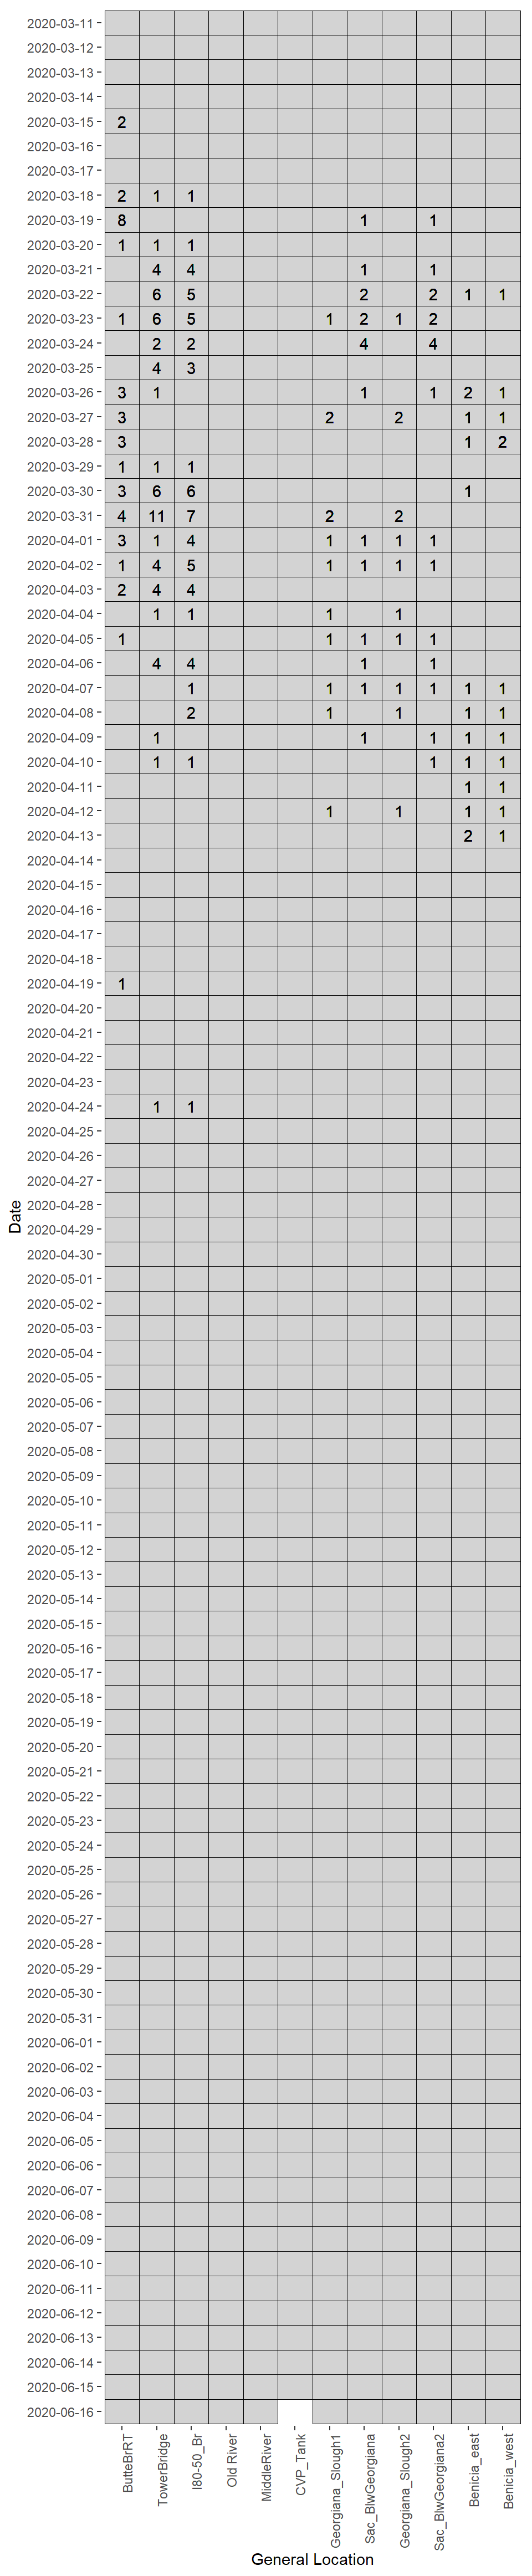 2020-03-11
2020-03-12
2020-03-13
2020-03-14
2020-03-15 2
2020-03-16
2020-03-17
2020-03-18 2 1 1
2020-03-19 8 1 1
2020-03-20 1 1 1
2020-03-21 4 4 1 1
2020-03-22 6 5 2 2 1 1
2020-03-23 1 6 5 1 2 1 2
2020-03-24 2 2 4 4
2020-03-25 4 3
2020-03-26 3 1 1 1 2 1
2020-03-27 3 2 2 1 1
2020-03-28 3 1 2
2020-03-29 1 1 1
2020-03-30 3 6 6 1
2020-03-31 4 11 7 2 2
2020-04-01 3 1 4 1 1 1 1
2020-04-02 1 4 5 1 1 1 1
2020-04-03 2 4 4
2020-04-04 1 1 1 1
2020-04-05 1 1 1 1 1
2020-04-06 4 4 1 1
2020-04-07 1 1 1 1 1 1 1
2020-04-08 2 1 1 1 1
2020-04-09 1 1 1 1 1
2020-04-10 1 1 1 1 1
2020-04-11 1 1
2020-04-12 1 1 1 1
2020-04-13 2 1
2020-04-14
2020-04-15
2020-04-16
2020-04-17
2020-04-18
2020-04-19 1
2020-04-20
2020-04-21
2020-04-22
2020-04-23
2020-04-24 1 1
2020-04-25
2020-04-26
2020-04-27
2020-04-28
2020-04-29
2020-04-30
2020-05-01
2020-05-02
2020-05-03
2020-05-04
2020-05-05
2020-05-06
2020-05-07
2020-05-08
2020-05-09
2020-05-10
2020-05-11
2020-05-12
2020-05-13
2020-05-14
2020-05-15
2020-05-16
2020-05-17
2020-05-18
2020-05-19
2020-05-20
2020-05-21
2020-05-22
2020-05-23
2020-05-24
2020-05-25
2020-05-26
2020-05-27
2020-05-28
2020-05-29
2020-05-30
2020-05-31
2020-06-01
2020-06-02
2020-06-03
2020-06-04
2020-06-05
2020-06-06
2020-06-07
2020-06-08
2020-06-09
2020-06-10
2020-06-11
2020-06-12
2020-06-13
2020-06-14
2020-06-15
2020-06-16
Date
ButteBrRT
TowerBridge
I80-50_Br
Old River
MiddleRiver
CVP_Tank
Georgiana_Slough1
Sac_BlwGeorgiana
Georgiana_Slough2
Sac_BlwGeorgiana2
Benicia_east
Benicia_west
General Location